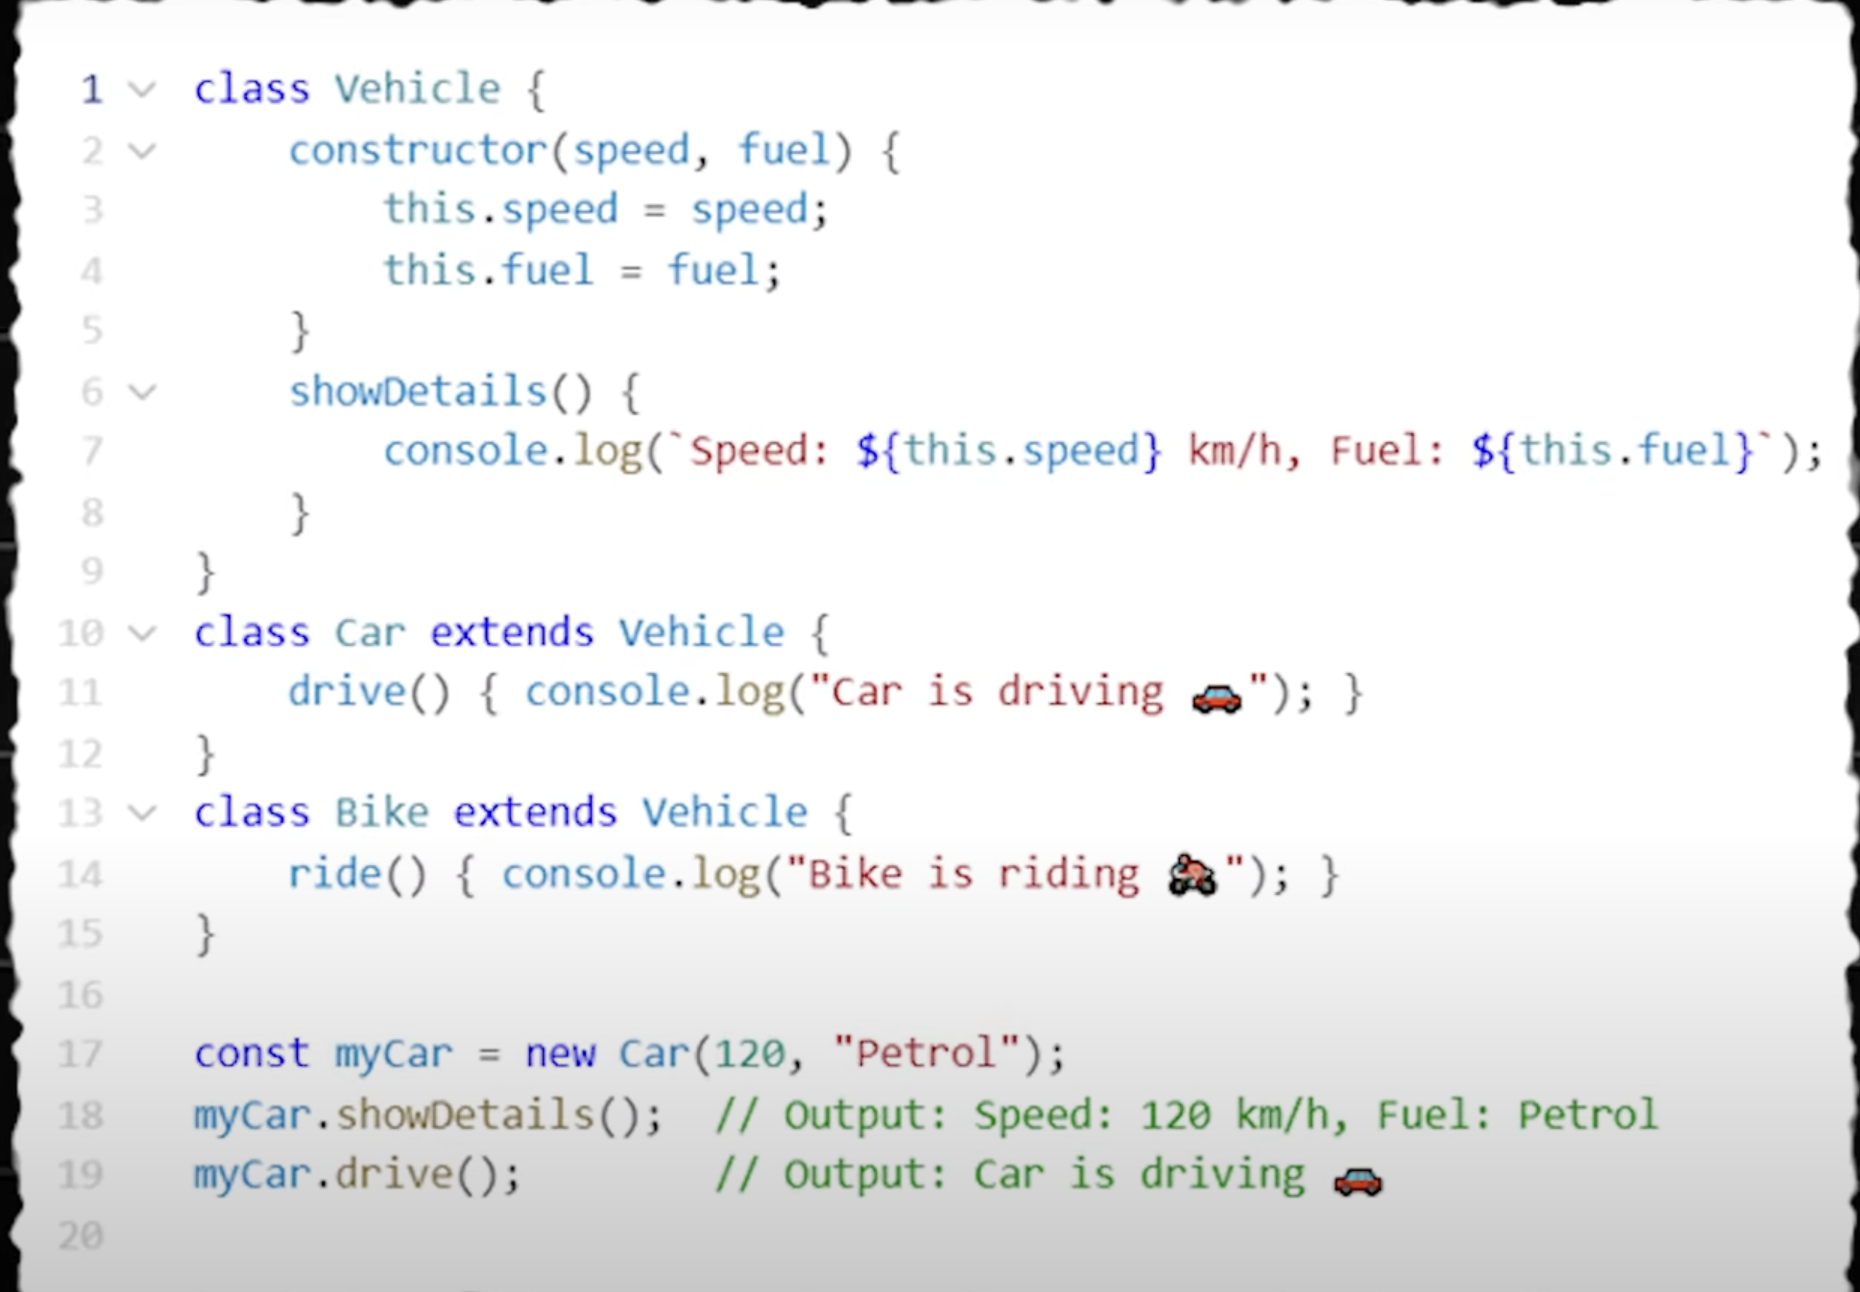 1 class Vehicle {
2 constructor(speed, fuel) {
3 this.speed = speed;
4 this.fuel = fuel;
5 }
6 showDetails() {
7 console.log(`Speed: ${this.speed} km/h, Fuel: ${this.fuel}`);
8 }
9 }
10 class Car extends Vehicle {
11 drive() { console.log("Car is driving 🚗"); }
12 }
13 class Bike extends Vehicle {
14 ride() { console.log("Bike is riding 🏍️"); }
15 }
16
17 const myCar = new Car(120, "Petrol");
18 myCar.showDetails(); // Output: Speed: 120 km/h, Fuel: Petrol
19 myCar.drive(); // Output: Car is driving 🚗
20